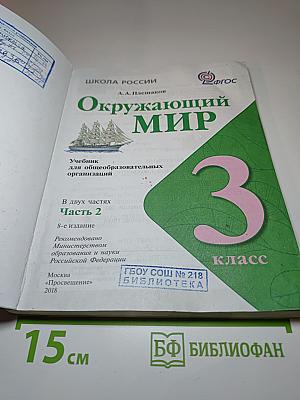 ШКОЛА РОССИИ
ФГОС
А. А. Плешаков
Окружающий
МИР
Учебник
для общеобразовательных
организаций
3
класс
В двух частях
Часть 2
8-е издание
Рекомендовано
Министерством
образования и науки
Российской Федерации
Москва
«Просвещение»
2018
ГБОУ СОШ № 218
БИБЛИОТЕКА
15 см
БФ БИБЛИОФАН